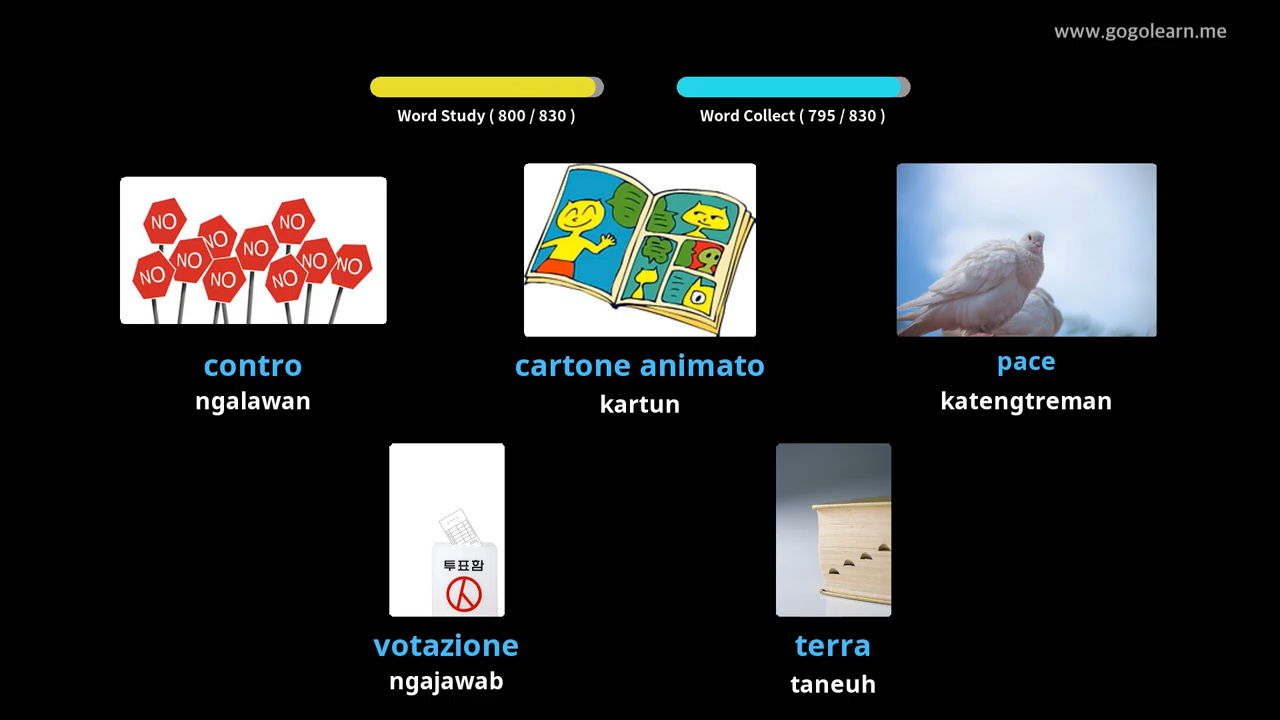 www.gogolearn.me
Word Study ( 800 / 830 )
Word Collect ( 795 / 830 )
NO
NO
NO
NO
NO
NO
NO
NO
NO
NO
contro
ngalawan
cartone animato
kartun
pace
katengtreman
투표함
votazione
ngajawab
terra
taneuh